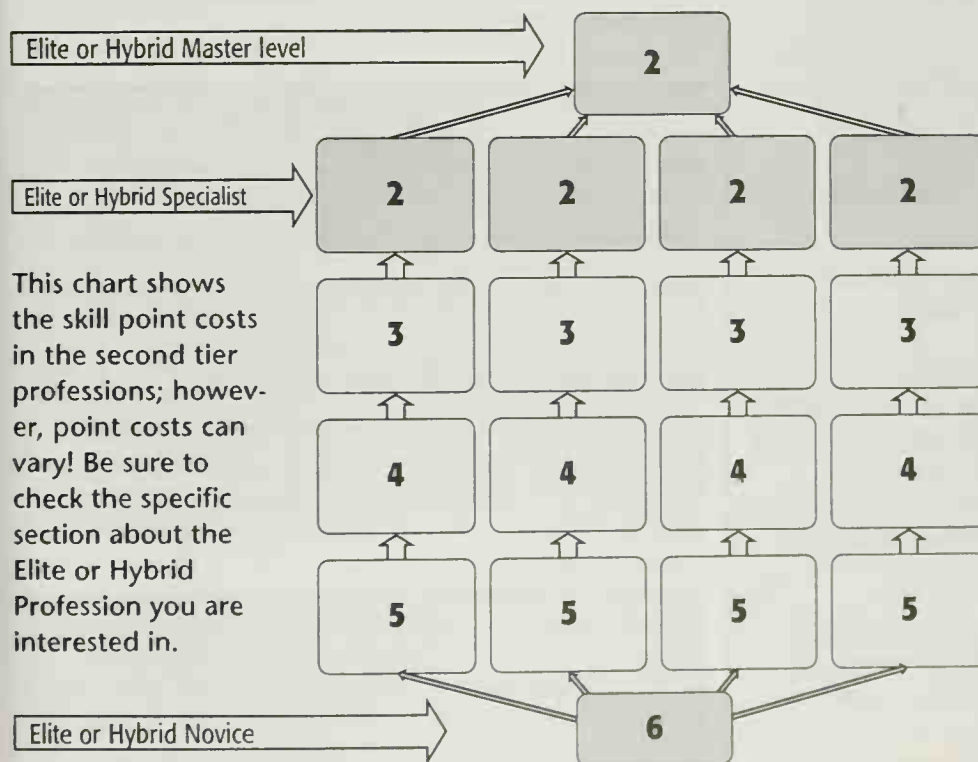 Elite or Hybrid Master level
2
Elite or Hybrid Specialist
2 2 2 2
This chart shows
the skill point costs
in the second tier
professions; howev-
er, point costs can
vary! Be sure to
check the specific
section about the
Elite or Hybrid
Profession you are
interested in.
3 3 3 3
4 4 4 4
5 5 5 5
Elite or Hybrid Novice
6